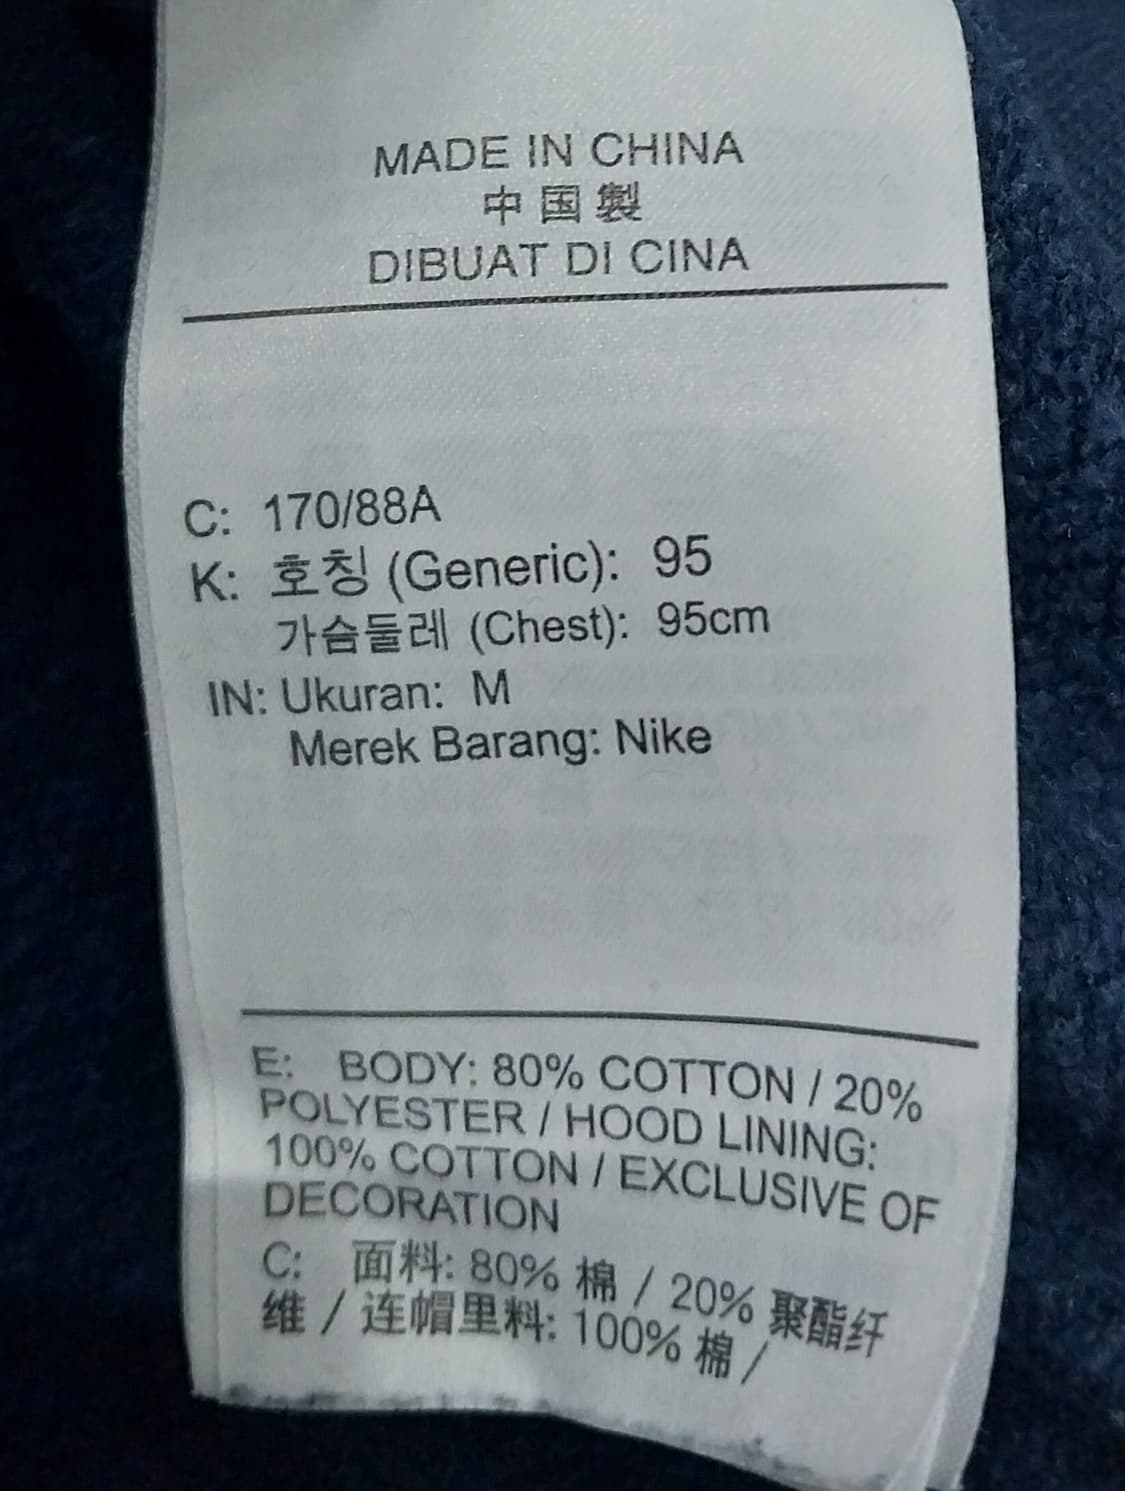 MADE IN CHINA
中国製
DIBUAT DI CINA
C: 170/88A
K: 호칭 (Generic): 95
가슴둘레 (Chest): 95cm
IN: Ukuran: M
Merek Barang: Nike
E: BODY: 80% COTTON / 20%
POLYESTER / HOOD LINING:
100% COTTON / EXCLUSIVE OF
DECORATION
C: 面料: 80% 棉 / 20% 聚酯纤
维 / 连帽里料: 100% 棉 /